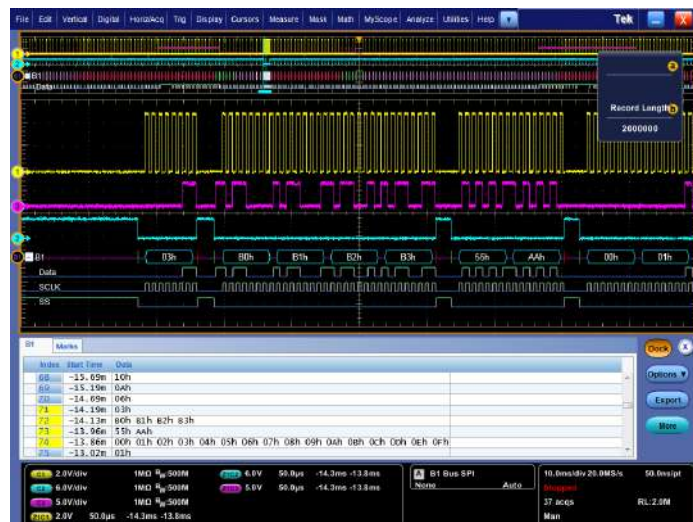 File Edit Vertical Digital Horiz/Acq Trig Display Cursors Measure Mask Math MyScope Analyze Utilities Help Tek X
B1
Data
a
Record Length b
2000000
B1 03h B0h B1h B2h B3h 55h AAh 00h 01h
Data
SCLK
SS
B1 Marks
Index Start Time Data
69 -15.19m 0Ah
70 -14.69m 06h
71 -14.19m 03h
72 -14.13m B0h B1h B2h B3h
73 -13.96m 55h AAh
74 -13.86m 00h 01h 02h 03h 04h 05h 06h 07h 08h 09h 0Ah 0Bh 0Ch 0Dh 0Eh 0Fh
75 -13.02m 01h
Dock X
Options
Export
More
2.0V/div 1MΩ 500M 6.0V 50.0µs -14.3ms -13.8ms
6.0V/div 1MΩ 500M 5.0V 50.0µs -14.3ms -13.8ms
5.0V/div 1MΩ 500M
2.0V 50.0µs -14.3ms -13.8ms
A B1 Bus SPI
None Auto
10.0ms/div 20.0MS/s 50.0ns/pt
Stopped
37 acqs RL:2.0M
Man